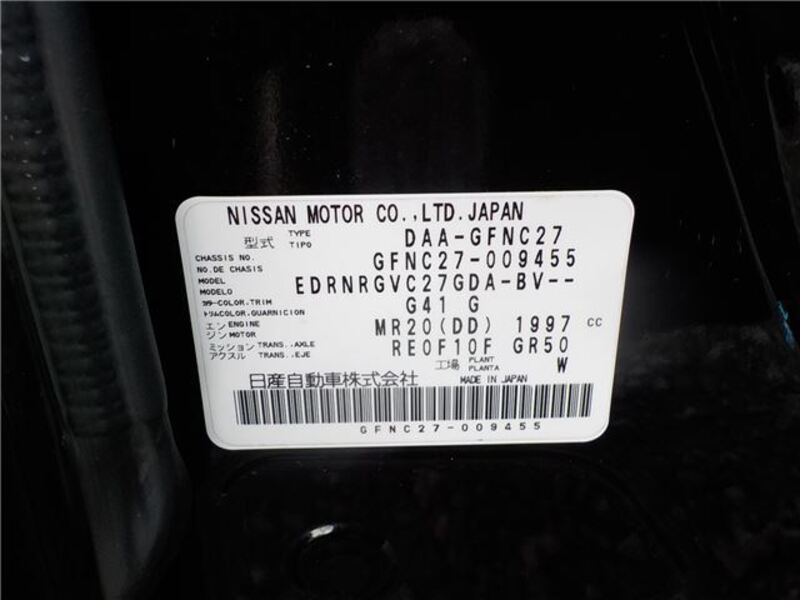 NISSAN MOTOR CO.,LTD.JAPAN
型式 TYPE TIPO DAA-GFNC27
CHASSIS NO. NO.DE CHASIS GFNC27-009455
MODEL MODELO EDRNRGVC27GDA-BV--
カラー COLOR.TRIM トリムCOLOR.GUARNICION G41 G
エンジン ENGINE MOTOR MR20(DD) 1997 CC
ミッション TRANS.,AXLE アクスル TRANS.,EJE RE0F10F GR50
工場 PLANT PLANTA W
日産自動車株式会社 MADE IN JAPAN
GFNC27-009455